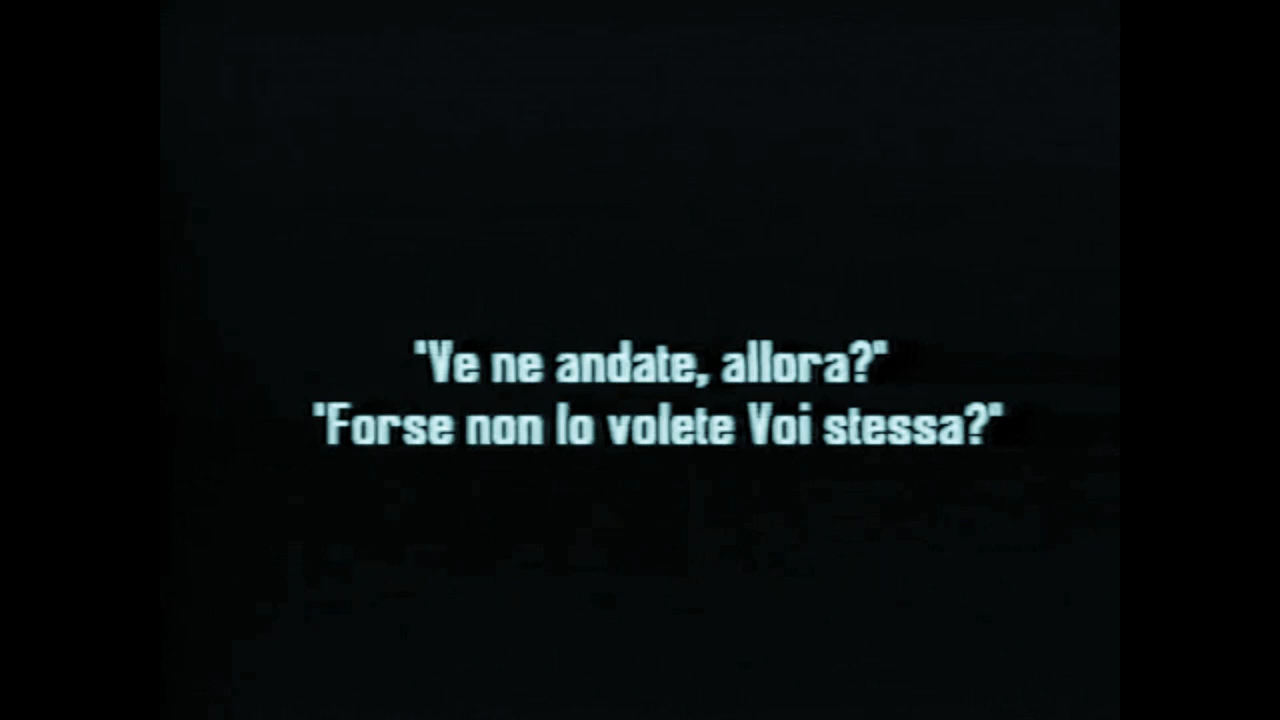 "Ve ne andate, allora?"
"Forse non lo volete Voi stessa?"